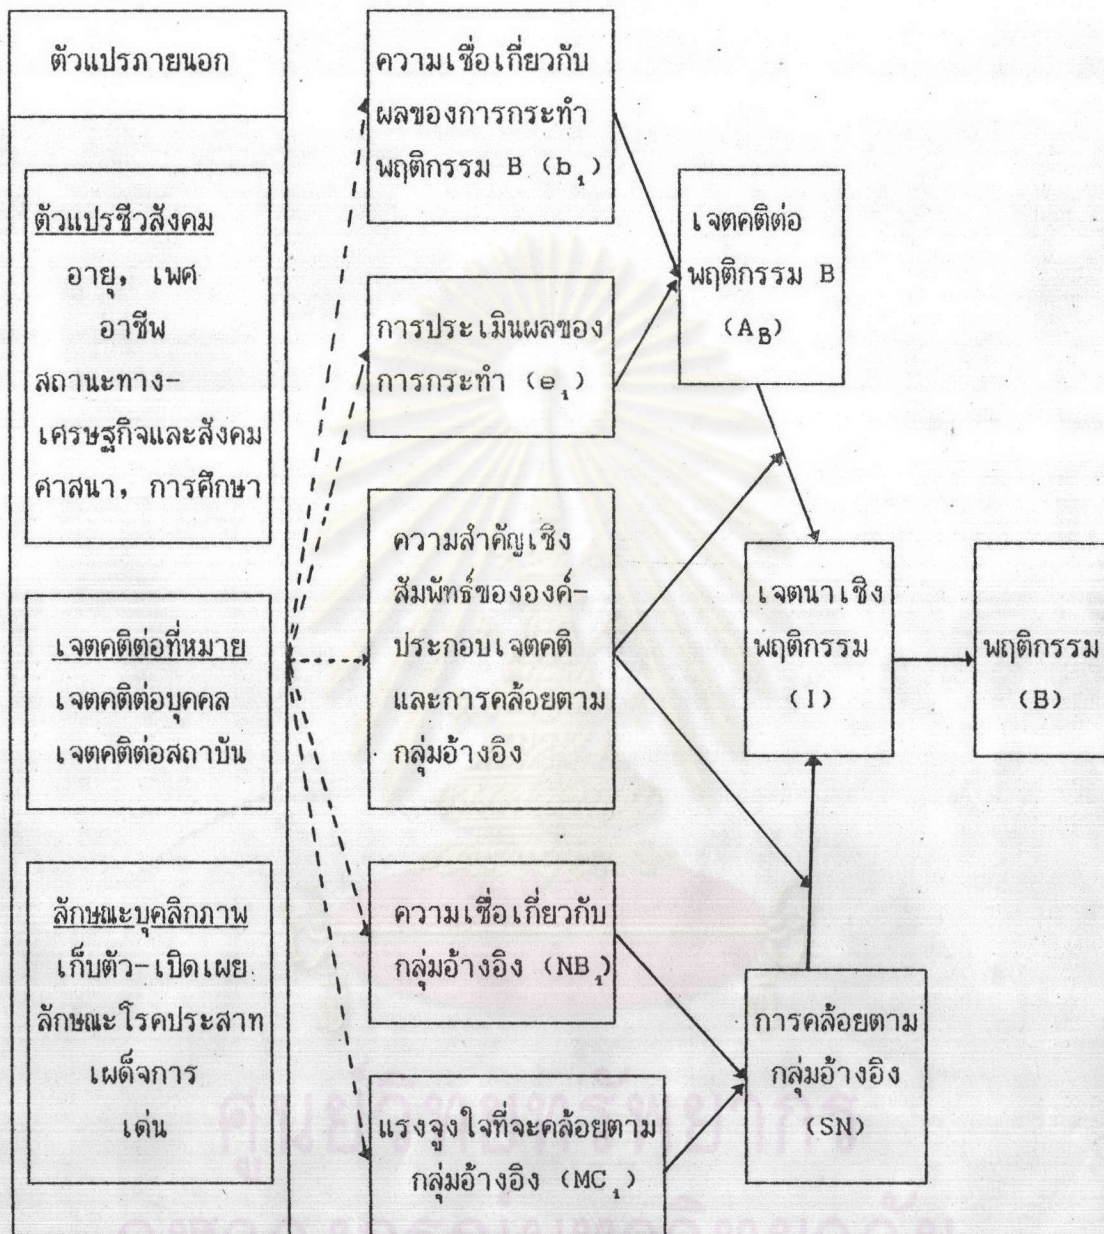 ตัวแปรภายนอก
ตัวแปรชีวสังคม
อายุ, เพศ
อาชีพ
สถานะทาง-
เศรษฐกิจและสังคม
ศาสนา, การศึกษา
เจตคติต่อที่หมาย
เจตคติต่อบุคคล
เจตคติต่อสถาบัน
ลักษณะบุคลิกภาพ
เก็บตัว-เปิดเผย
ลักษณะโรคประสาท
เผด็จการ
เด่น
ความเชื่อเกี่ยวกับ
ผลของการกระทำ
พฤติกรรม B (b₁)
การประเมินผลของ
การกระทำ (e₁)
ความสำคัญเชิง
สัมพัทธ์ขององค์-
ประกอบเจตคติ
และการคล้อยตาม
กลุ่มอ้างอิง
ความเชื่อเกี่ยวกับ
กลุ่มอ้างอิง (NB₁)
แรงจูงใจที่จะคล้อยตาม
กลุ่มอ้างอิง (MC₁)
เจตคติต่อ
พฤติกรรม B
(A_B)
เจตนาเชิง
พฤติกรรม
(I)
พฤติกรรม
(B)
การคล้อยตาม
กลุ่มอ้างอิง
(SN)
ศูนย์วิทยทรัพยากร